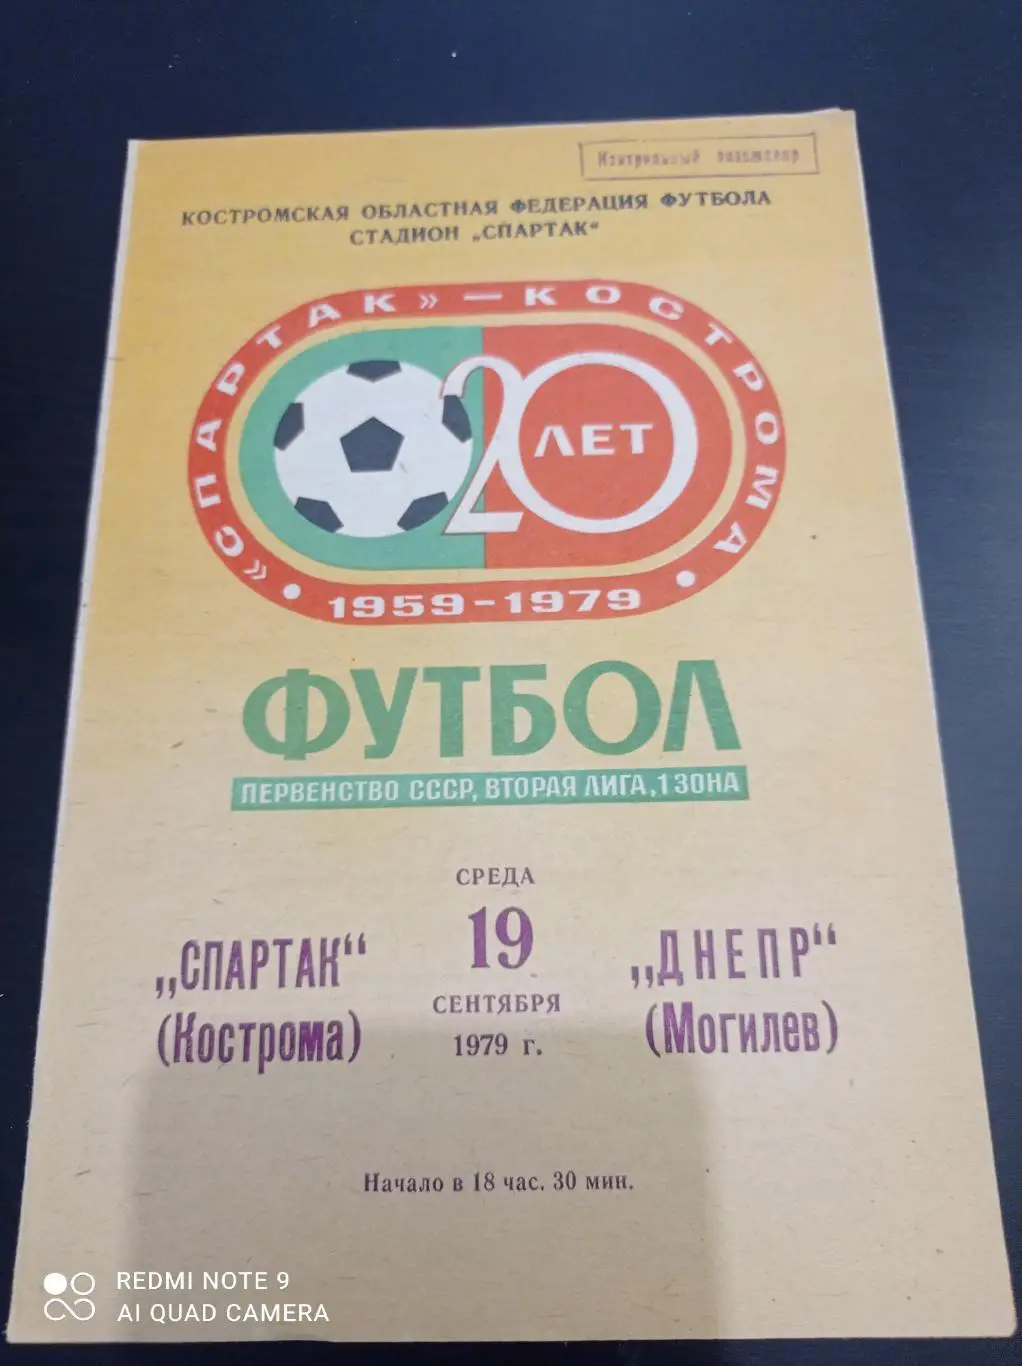 Контрольный экземпляр
КОСТРОМСКАЯ ОБЛАСТНАЯ ФЕДЕРАЦИЯ ФУТБОЛА
СТАДИОН „СПАРТАК“
«СПАРТАК» — КОСТРОМА
20
ЛЕТ
• 1959-1979 •
ФУТБОЛ
ПЕРВЕНСТВО СССР, ВТОРАЯ ЛИГА, 1 ЗОНА
СРЕДА
19
СЕНТЯБРЯ
1979 г.
„СПАРТАК“
(Кострома)
„ДНЕПР“
(Могилев)
Начало в 18 час. 30 мин.
REDMI NOTE 9
AI QUAD CAMERA